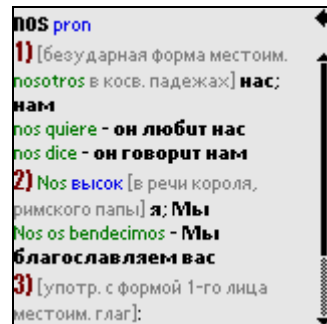 nos pron
1) [безударная форма местоим.
nosotros в косв. падежах] нас;
нам
nos quiere - он любит нас
nos dice - он говорит нам
2) Nos высок [в речи короля,
римского папы] я; Мы
Nos os bendecimos - Мы
благославляем вас
3) [употр. с формой 1-го лица
местоим. глаг]: